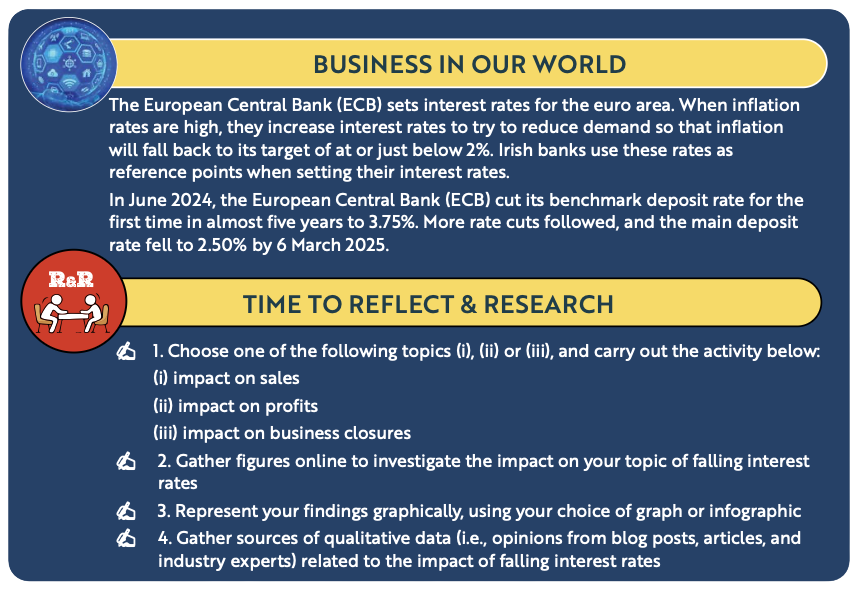 BUSINESS IN OUR WORLD
The European Central Bank (ECB) sets interest rates for the euro area. When inflation
rates are high, they increase interest rates to try to reduce demand so that inflation
will fall back to its target of at or just below 2%. Irish banks use these rates as
reference points when setting their interest rates.
In June 2024, the European Central Bank (ECB) cut its benchmark deposit rate for the
first time in almost five years to 3.75%. More rate cuts followed, and the main deposit
rate fell to 2.50% by 6 March 2025.
R&R
TIME TO REFLECT & RESEARCH
1. Choose one of the following topics (i), (ii) or (iii), and carry out the activity below:
(i) impact on sales
(ii) impact on profits
(iii) impact on business closures
2. Gather figures online to investigate the impact on your topic of falling interest
rates
3. Represent your findings graphically, using your choice of graph or infographic
4. Gather sources of qualitative data (i.e., opinions from blog posts, articles, and
industry experts) related to the impact of falling interest rates